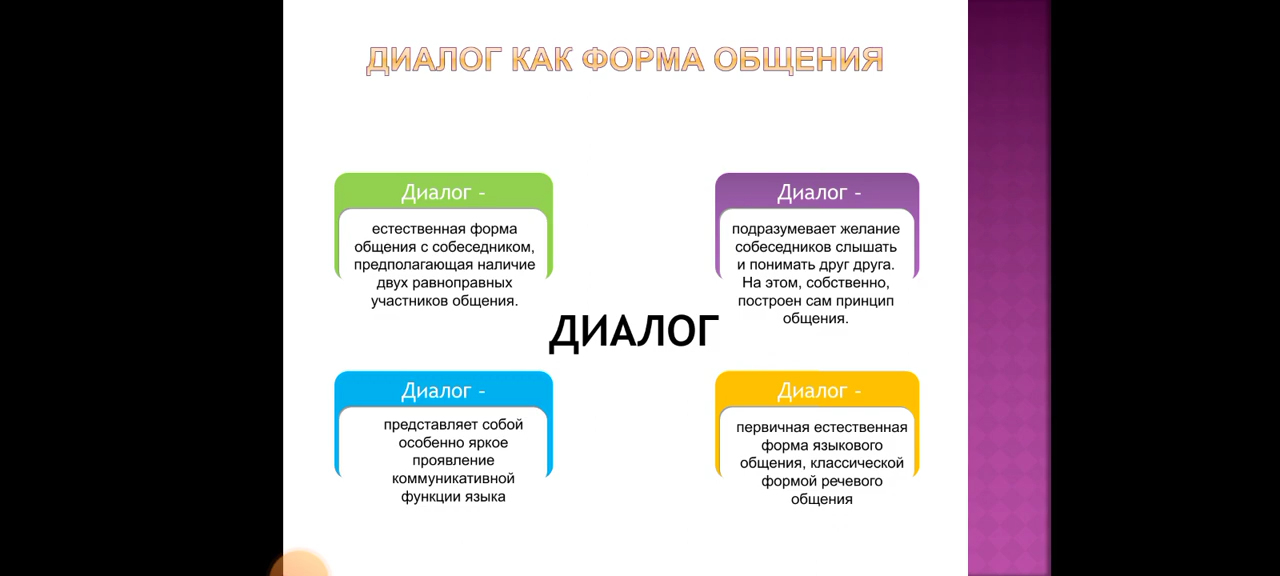 ДИАЛОГ КАК ФОРМА ОБЩЕНИЯ
Диалог -
естественная форма
общения с собеседником,
предполагающая наличие
двух равноправных
участников общения.
Диалог -
подразумевает желание
собеседников слышать
и понимать друг друга.
На этом, собственно,
построен сам принцип
общения.
ДИАЛОГ
Диалог -
представляет собой
особенно яркое
проявление
коммуникативной
функции языка
Диалог -
первичная естественная
форма языкового
общения, классической
формой речевого
общения